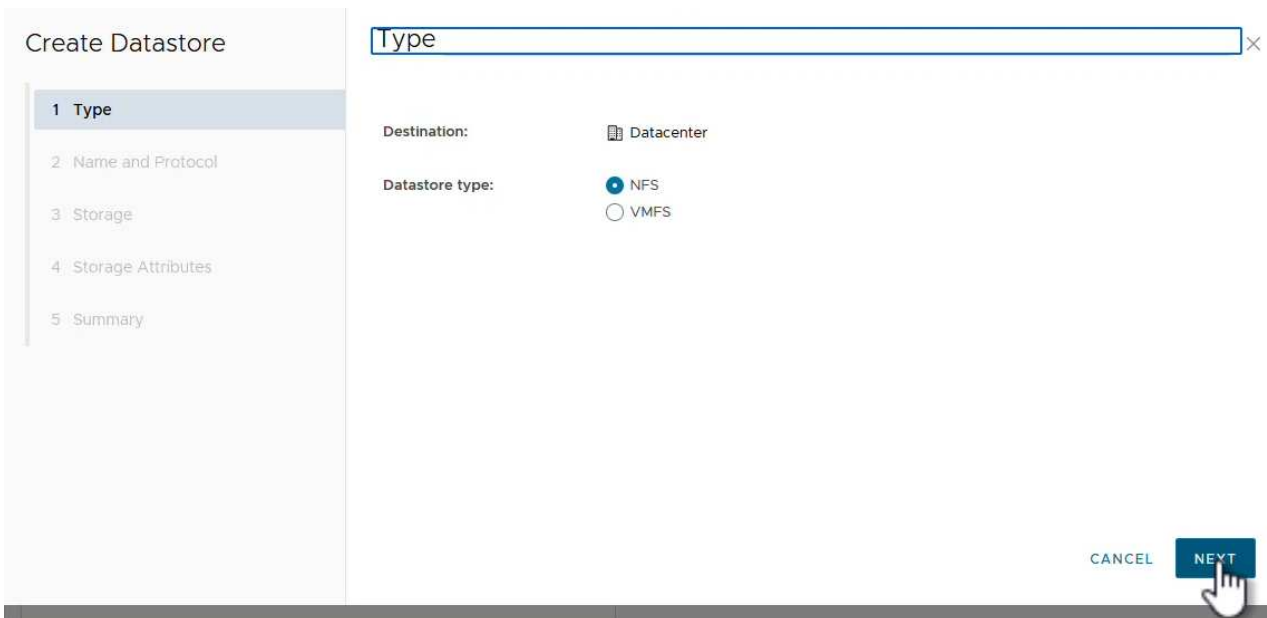 Create Datastore
1 Type
2 Name and Protocol
3 Storage
4 Storage Attributes
5 Summary
Type
Destination: Datacenter
Datastore type: NFS
VMFS
CANCEL NEXT